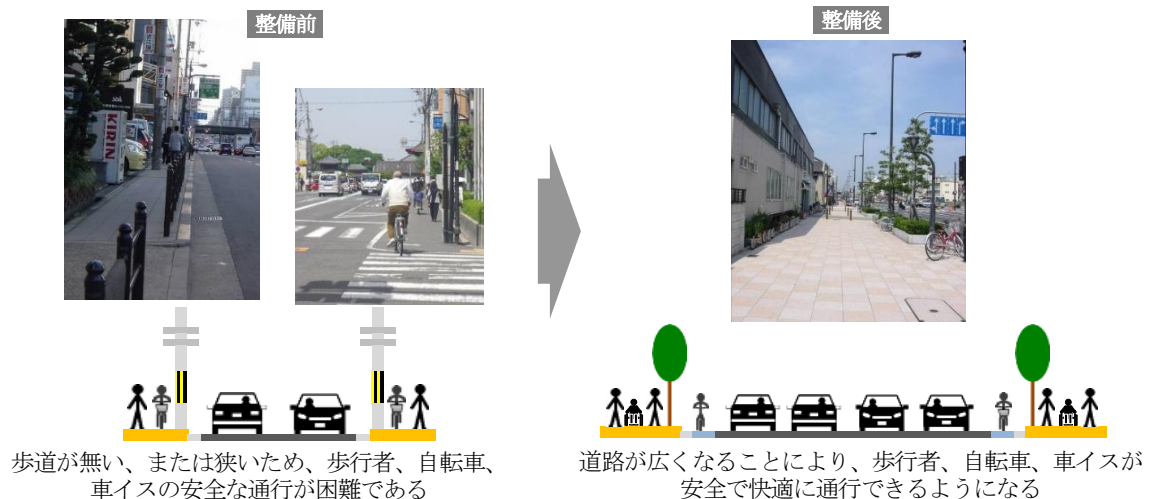 整備前
整備後
KIRIN
歩道が無い、または狭いため、歩行者、自転車、
車イスの安全な通行が困難である
道路が広くなることにより、歩行者、自転車、車イスが
安全で快適に通行できるようになる